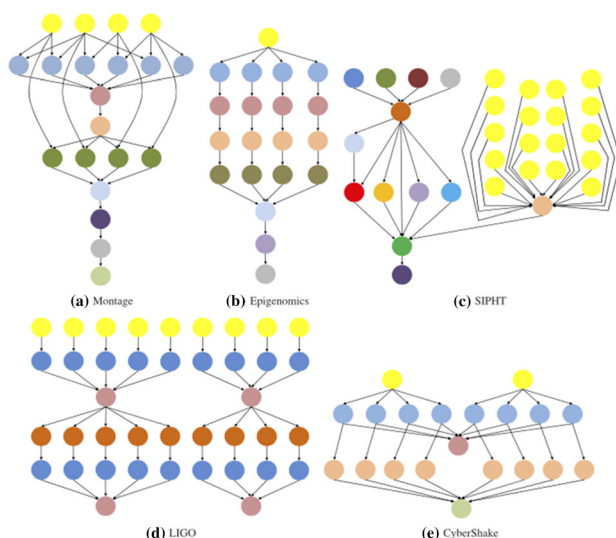 (a) Montage
(b) Epigenomics
(c) SIPHT
(d) LIGO
(e) CyberShake